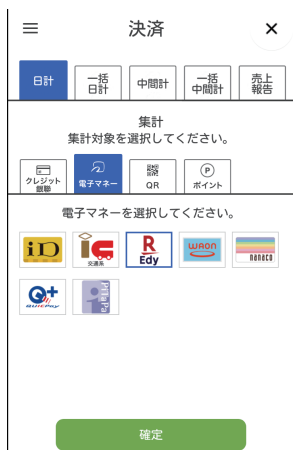 決済
日計
一括
日計
中間計
一括
中間計
売上
報告
集計
集計対象を選択してください。
クレジット
銀聯
電子マネー
QR
P
ポイント
電子マネーを選択してください。
iD
ic
交通系
R
Edy
WAON
nanaco
Q+
QUICPay
PiTaPa
確定